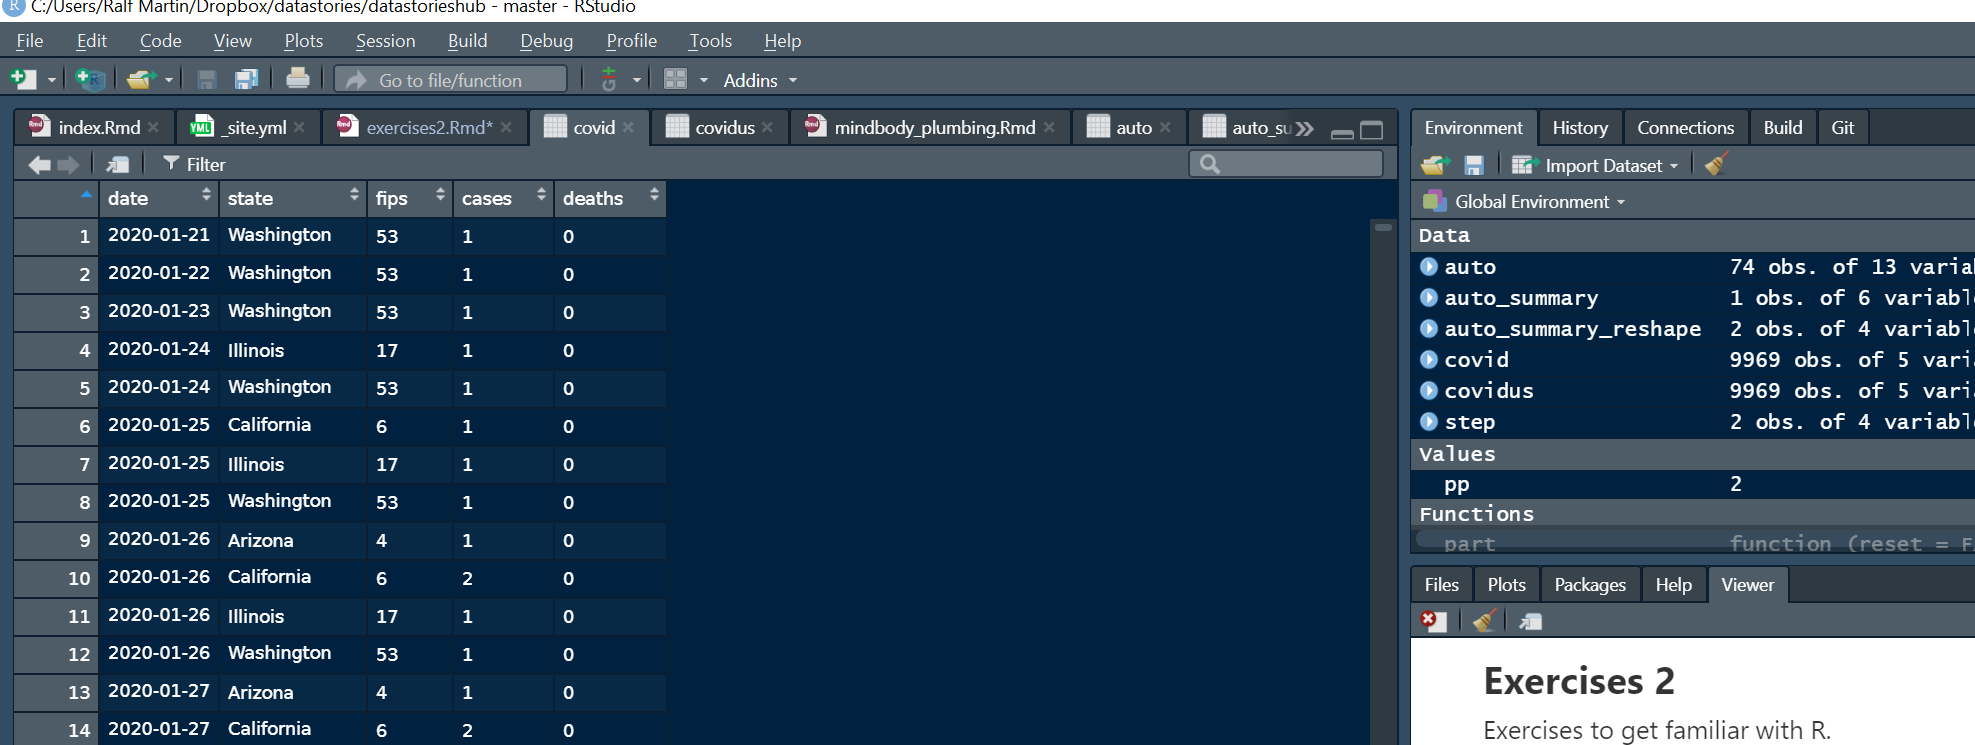 C:/Users/Ralf Martin/Dropbox/datastories/datastorieshub - master - RStudio
File Edit Code View Plots Session Build Debug Profile Tools Help
Go to file/function Addins
index.Rmd _site.yml exercises2.Rmd* covid covidus mindbody_plumbing.Rmd auto auto_su
Filter
date state fips cases deaths
1 2020-01-21 Washington 53 1 0
2 2020-01-22 Washington 53 1 0
3 2020-01-23 Washington 53 1 0
4 2020-01-24 Illinois 17 1 0
5 2020-01-24 Washington 53 1 0
6 2020-01-25 California 6 1 0
7 2020-01-25 Illinois 17 1 0
8 2020-01-25 Washington 53 1 0
9 2020-01-26 Arizona 4 1 0
10 2020-01-26 California 6 2 0
11 2020-01-26 Illinois 17 1 0
12 2020-01-26 Washington 53 1 0
13 2020-01-27 Arizona 4 1 0
14 2020-01-27 California 6 2 0
Environment History Connections Build Git
Import Dataset
Global Environment
Data
auto 74 obs. of 13 varia
auto_summary 1 obs. of 6 variabl
auto_summary_reshape 2 obs. of 4 variabl
covid 9969 obs. of 5 vari
covidus 9969 obs. of 5 vari
step 2 obs. of 4 variabl
Values
pp 2
Functions
part function (reset = F
Files Plots Packages Help Viewer
Exercises 2
Exercises to get familiar with R.